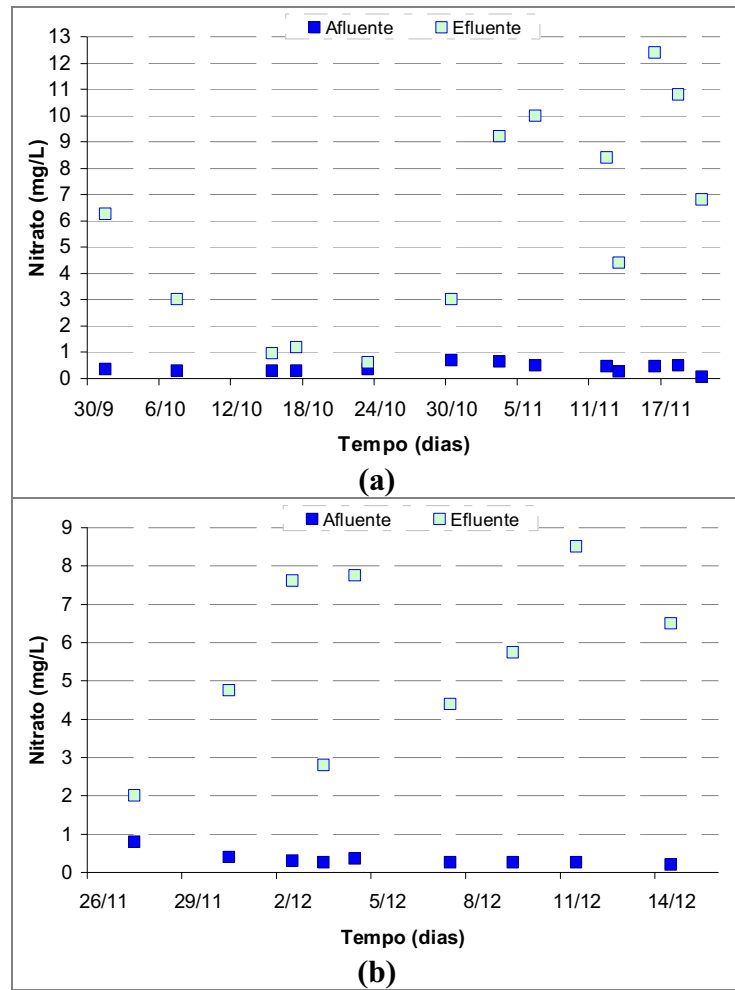 Afluente Efluente
13
12
11
10
9
8
7
6
5
4
3
2
1
0
Nitrato (mg/L)
30/9 6/10 12/10 18/10 24/10 30/10 5/11 11/11 17/11
Tempo (dias)
(a)
Afluente Efluente
9
8
7
6
5
4
3
2
1
0
Nitrato (mg/L)
26/11 29/11 2/12 5/12 8/12 11/12 14/12
Tempo (dias)
(b)